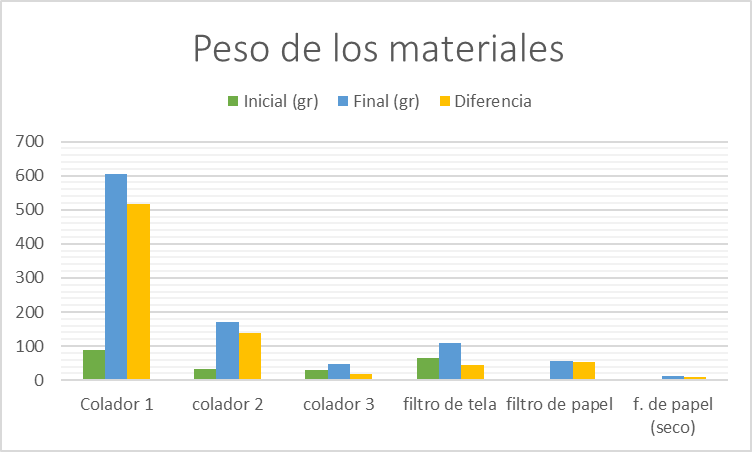 Peso de los materiales
Inicial (gr) Final (gr) Diferencia
700
600
500
400
300
200
100
0
Colador 1 colador 2 colador 3 filtro de tela filtro de papel f. de papel
(seco)